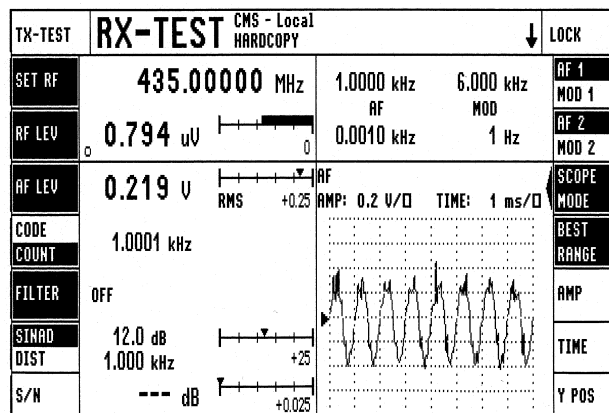 TX-TEST
RX-TEST
CMS - Local
HARDCOPY
LOCK
SET RF
435.00000 MHz
1.0000 kHz
6.000 kHz
AF 1
MOD 1
AF
MOD
RF LEV
0.794 uV
0
0
0.0010 kHz
1 Hz
AF 2
MOD 2
AF LEV
0.219 V
RMS
+0.25
AF
AMP: 0.2 V/□
TIME: 1 ms/□
SCOPE
MODE
CODE
COUNT
1.0001 kHz
BEST
RANGE
FILTER
OFF
AMP
SINAD
DIST
12.0 dB
1.000 kHz
+25
TIME
S/N
--- dB
+0.025
Y POS